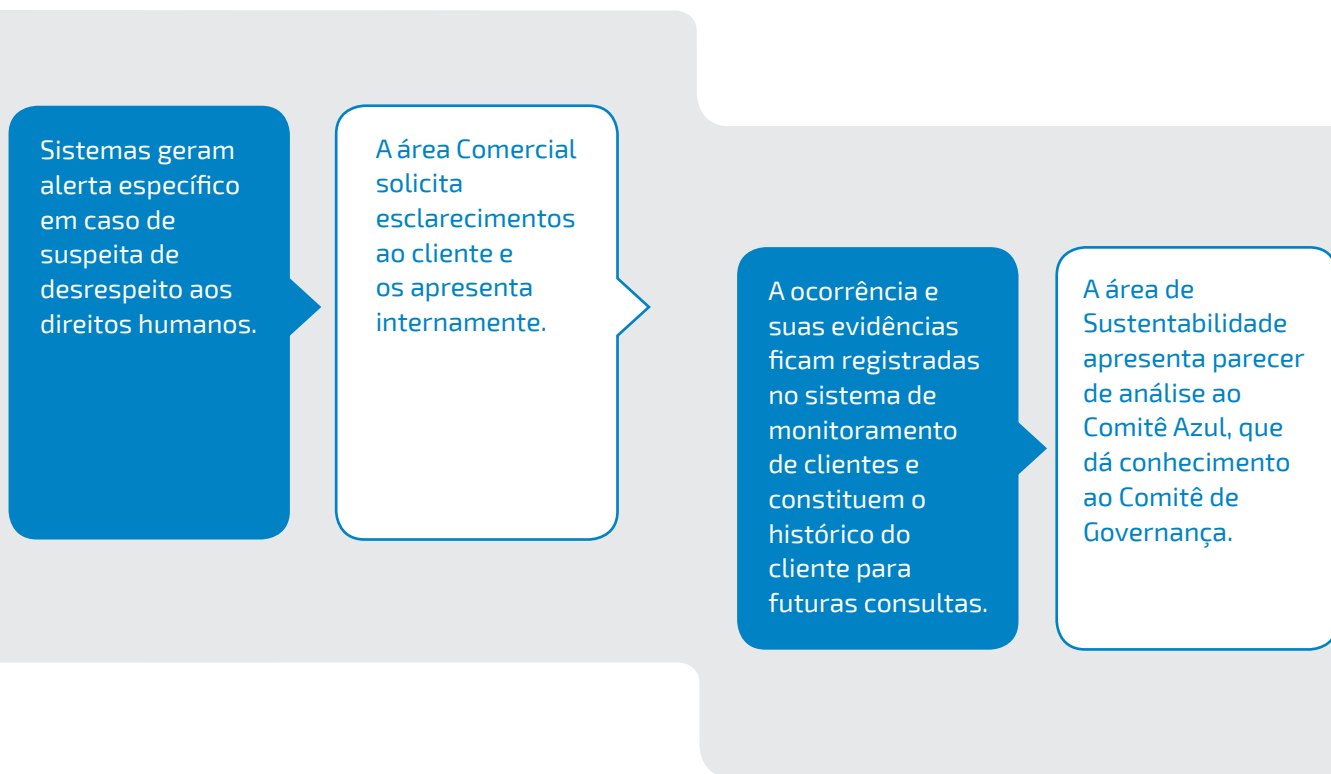 Sistemas geram
alerta específico
em caso de
suspeita de
desrespeito aos
direitos humanos.
A área Comercial
solicita
esclarecimentos
ao cliente e
os apresenta
internamente.
A ocorrência e
suas evidências
ficam registradas
no sistema de
monitoramento
de clientes e
constituem o
histórico do
cliente para
futuras consultas.
A área de
Sustentabilidade
apresenta parecer
de análise ao
Comitê Azul, que
dá conhecimento
ao Comitê de
Governança.